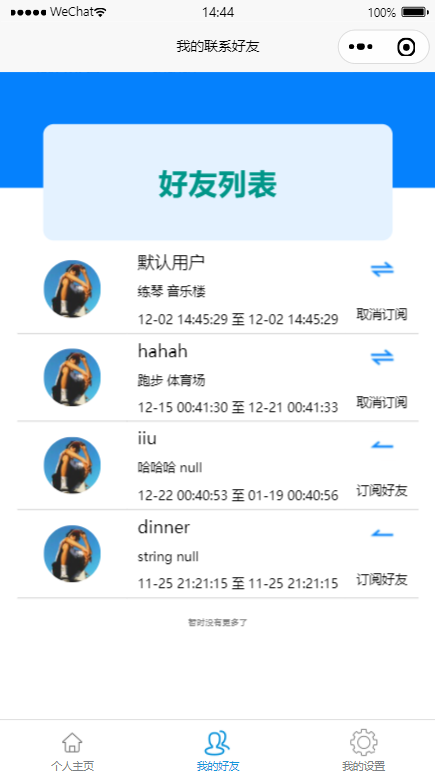 WeChat 14:44 100%
我的联系好友
好友列表
默认用户
练琴 音乐楼
12-02 14:45:29 至 12-02 14:45:29
取消订阅
hahah
跑步 体育场
12-15 00:41:30 至 12-21 00:41:33
取消订阅
iiu
哈哈哈 null
12-22 00:40:53 至 01-19 00:40:56
订阅好友
dinner
string null
11-25 21:21:15 至 11-25 21:21:15
订阅好友
暂时没有更多了
个人主页 我的好友 我的设置